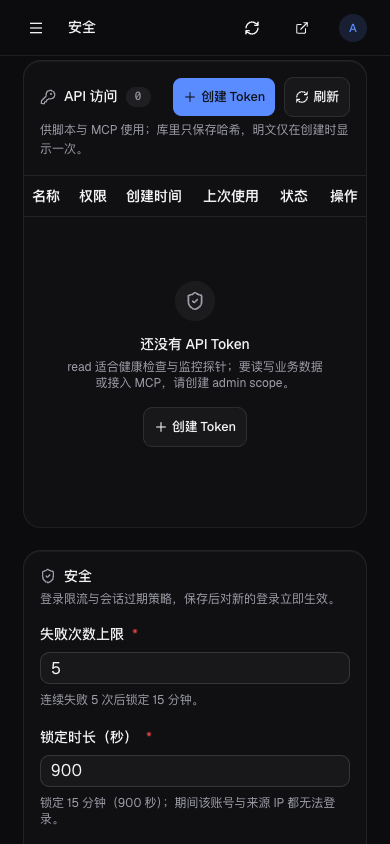 安全
A
API 访问 0
创建 Token
刷新
供脚本与 MCP 使用；库里只保存哈希，明文仅在创建时显
示一次。
名称 权限 创建时间 上次使用 状态 操作
还没有 API Token
read 适合健康检查与监控探针；要读写业务数据
或接入 MCP，请创建 admin scope。
创建 Token
安全
登录限流与会话过期策略，保存后对新的登录立即生效。
失败次数上限 *
5
连续失败 5 次后锁定 15 分钟。
锁定时长（秒） *
900
锁定 15 分钟（900 秒）；期间该账号与来源 IP 都无法登
录。